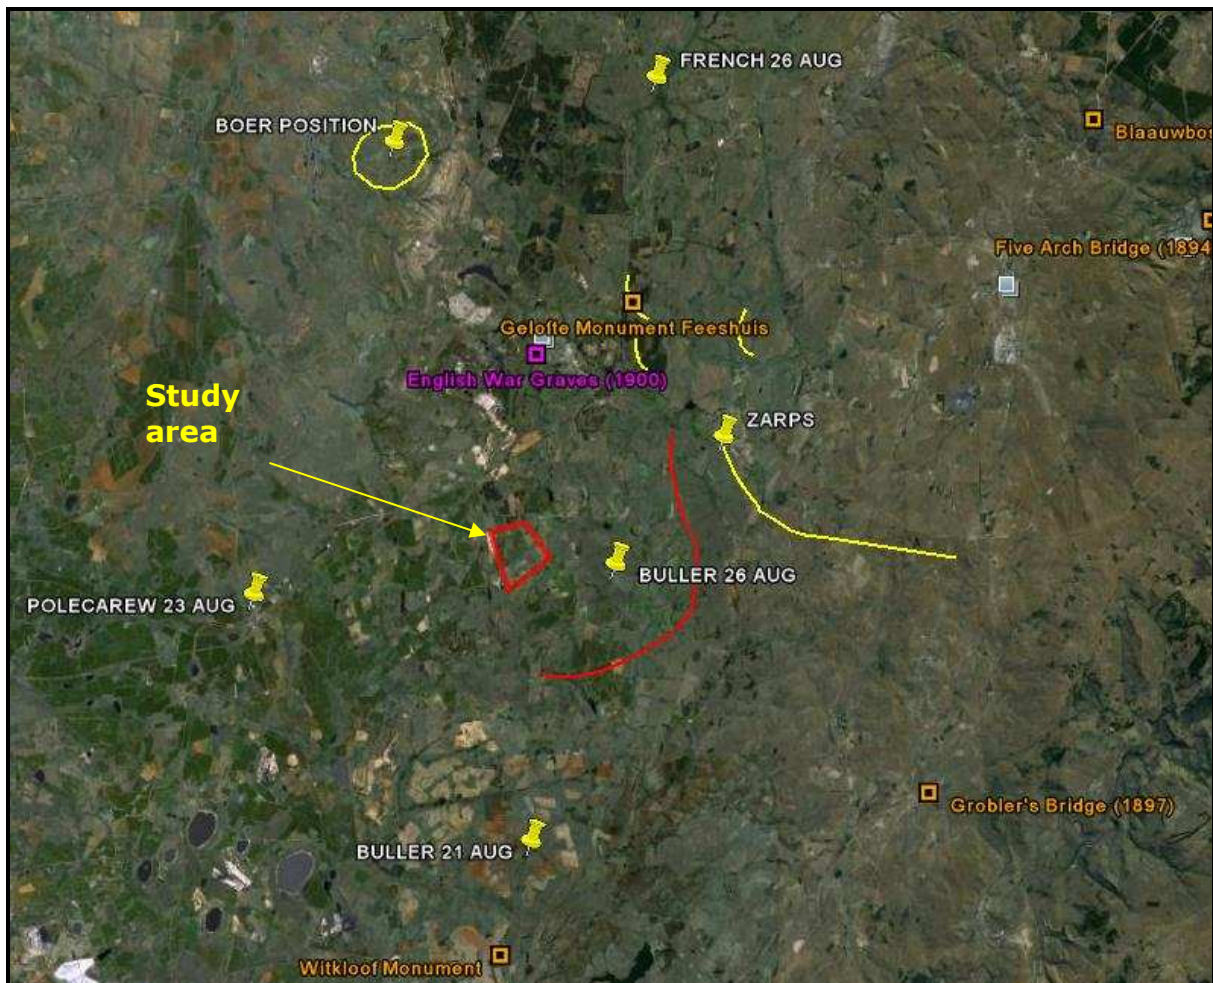 FRENCH 26 AUG
BOER POSITION
Blaauwbos
Five Arch Bridge (1894
Gelofte Monument Feeshuis
English War Graves (1900)
Study
area
ZARPS
BULLER 26 AUG
POLECAREW 23 AUG
Grobler's Bridge (1897)
BULLER 21 AUG
Witkloof Monument